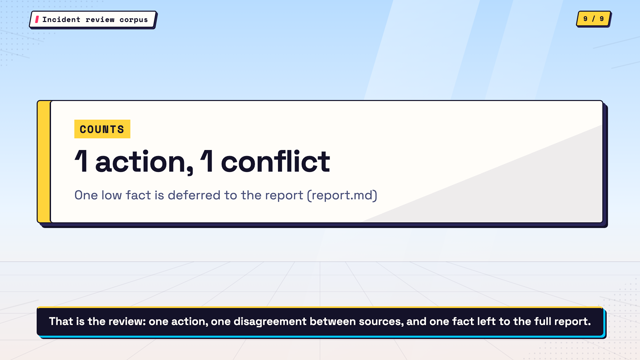 Incident review corpus
9 / 9
COUNTS
1 action, 1 conflict
One low fact is deferred to the report (report.md)
That is the review: one action, one disagreement between sources, and one fact left to the full report.